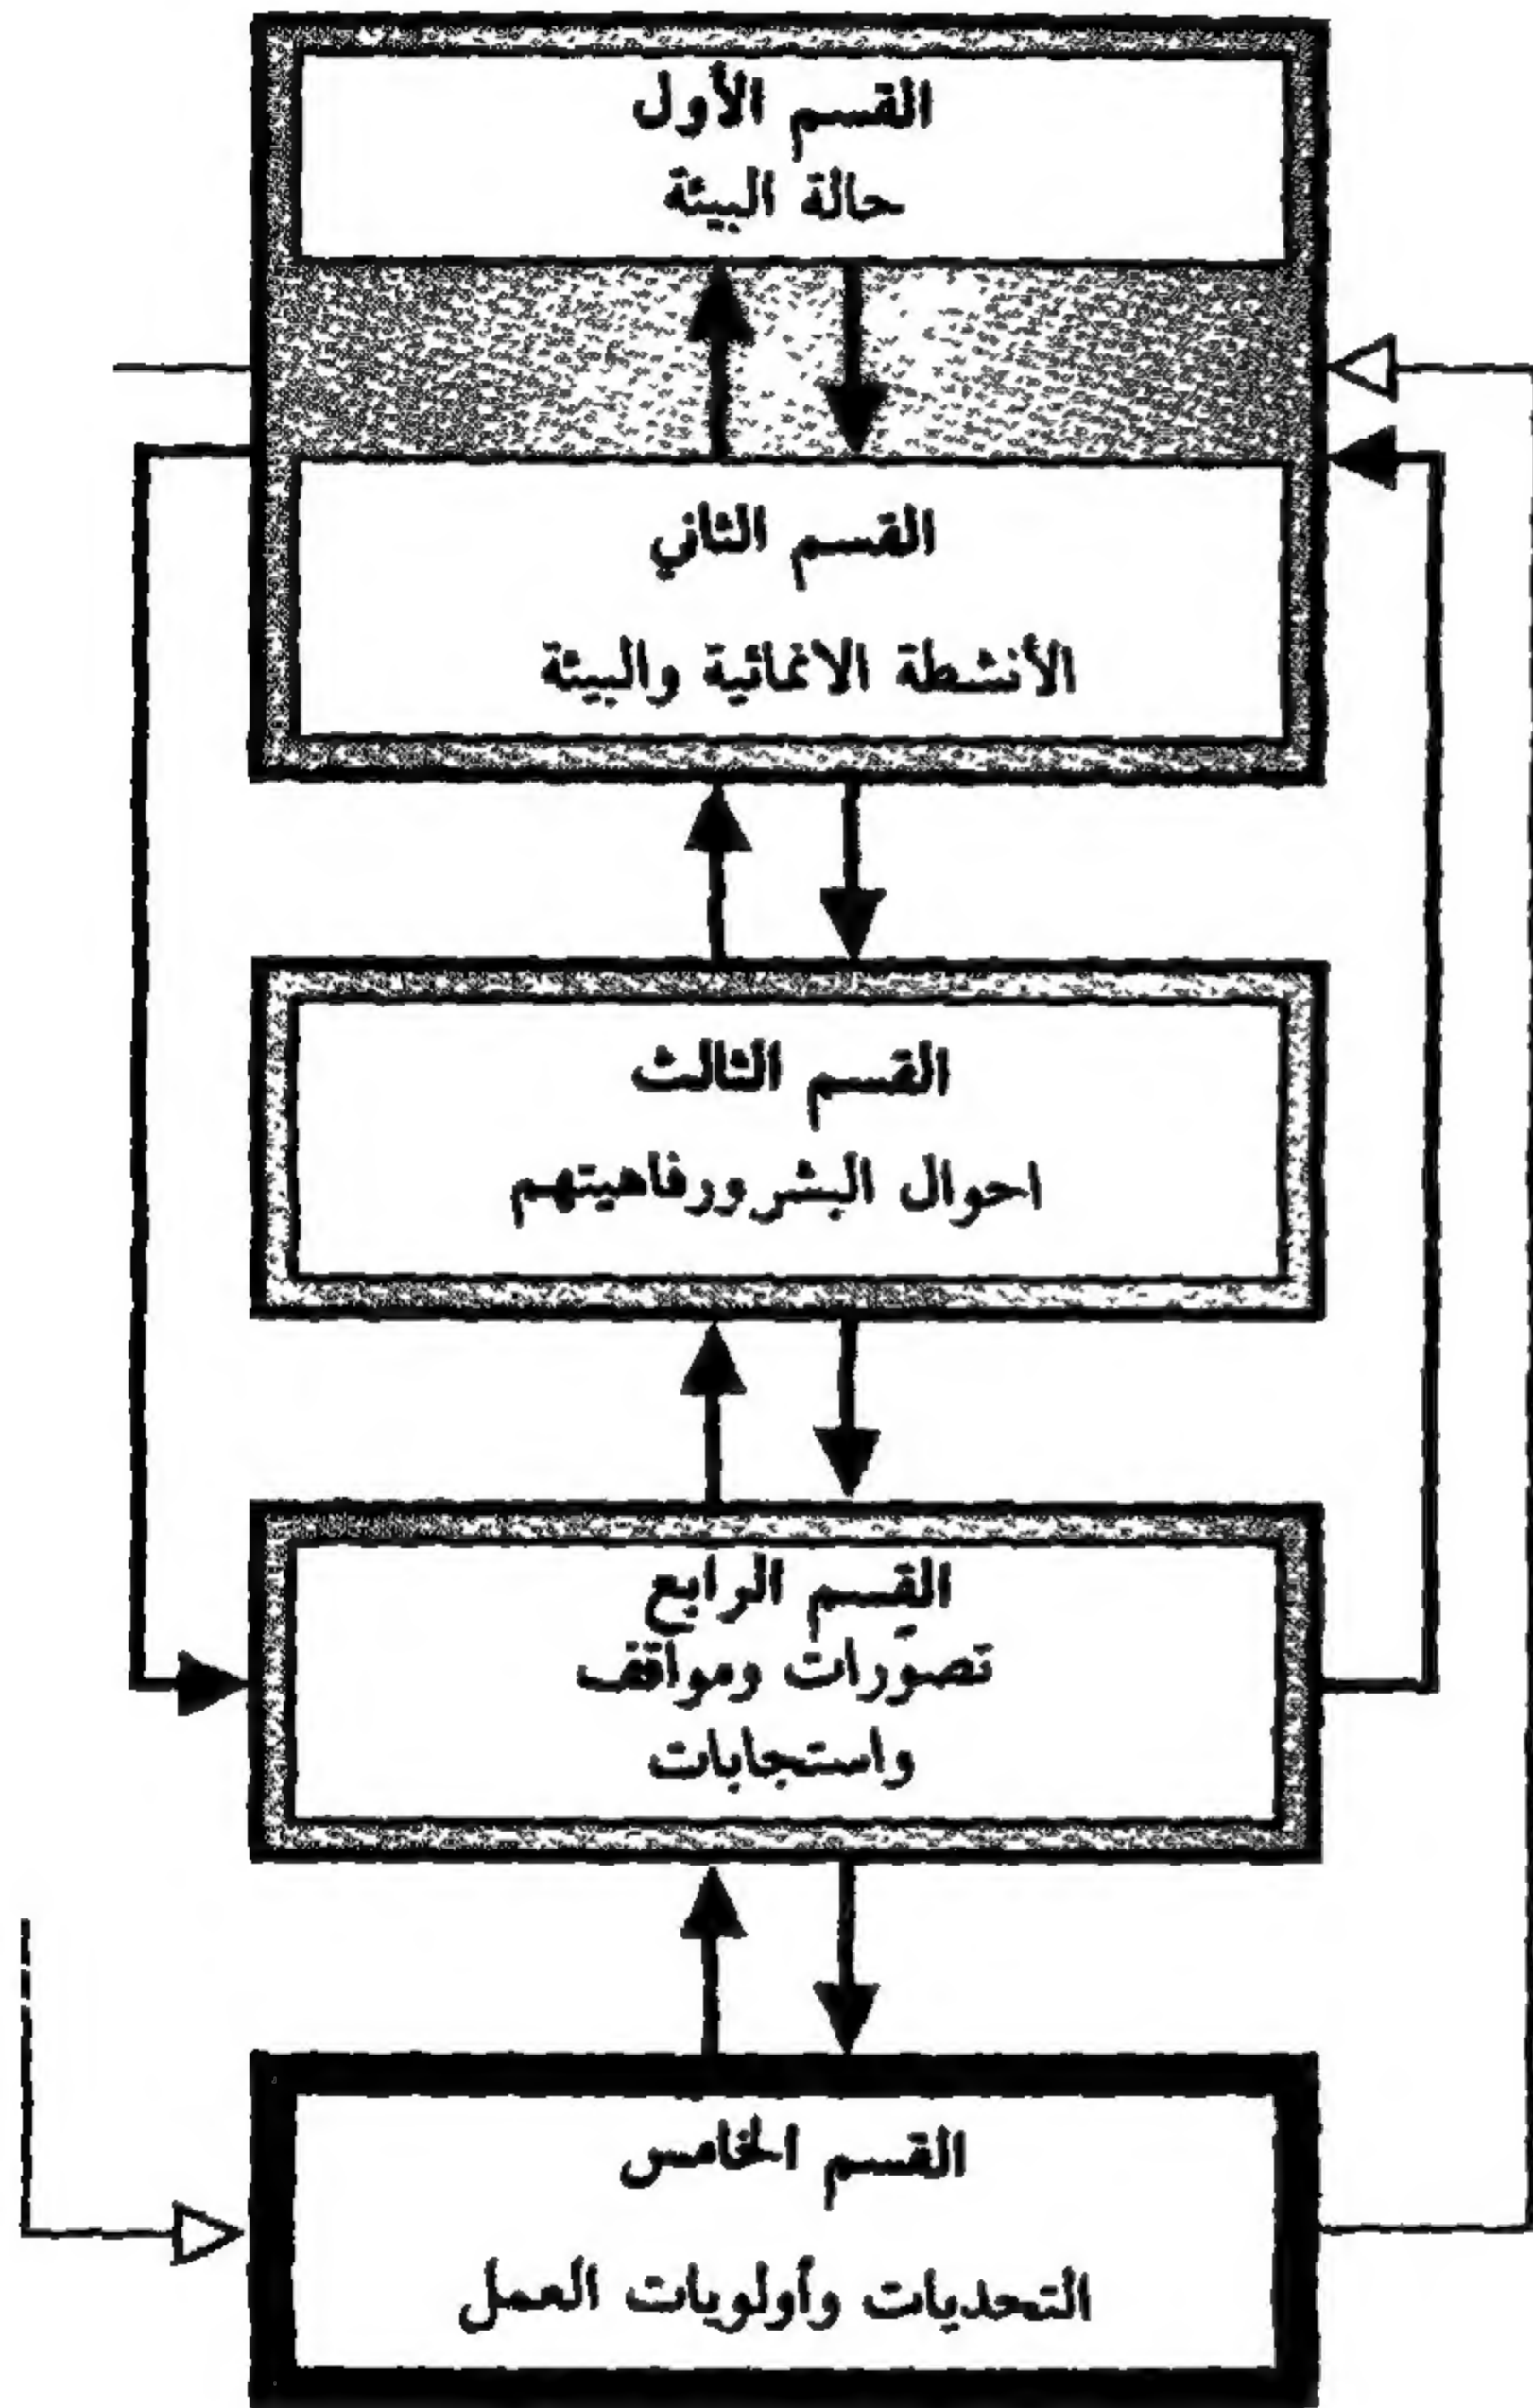 القسم الأول
حالة البيئة
القسم الثاني
الأنشطة الانمائية والبيئة
القسم الثالث
احوال البشر ورفاهيتهم
القسم الرابع
تصورات ومواقف
واستجابات
القسم الخامس
التحديات وأولويات العمل